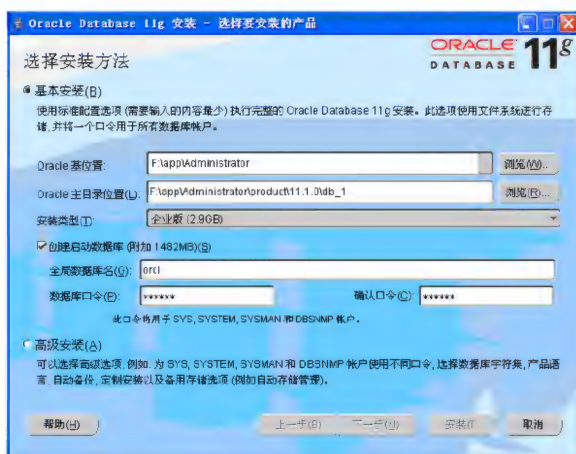 Oracle Database 11g 安装 - 选择要安装的产品
选择安装方法
ORACLE
DATABASE 11g
基本安装(B)
使用标准配置选项 (需要输入的内容最少) 执行完整的 Oracle Database 11g 安装。此选项使用文件系统进行存
储, 并将一个口令用于所有数据库帐户。
Oracle 基位置: F:\app\Administrator 浏览(W)...
Oracle 主目录位置(L): F:\app\Administrator\product\11.1.0\db_1 浏览(R)...
安装类型(T): 企业版 (2.9GB)
创建启动数据库 (附加 1482MB)(S)
全局数据库名(G): orcl
数据库口令(P): ****** 确认口令(C): ******
此口令将用于 SYS, SYSTEM, SYSMAN 和 DBSNMP 帐户。
高级安装(A)
可以选择高级选项, 例如: 为 SYS, SYSTEM, SYSMAN 和 DBSNMP 帐户使用不同口令, 选择数据库字符集, 产品语
言, 自动备份, 定制安装以及备用存储选项 (例如自动存储管理)。
帮助(H) 上一步(B) 下一步(N) 安装(I) 取消